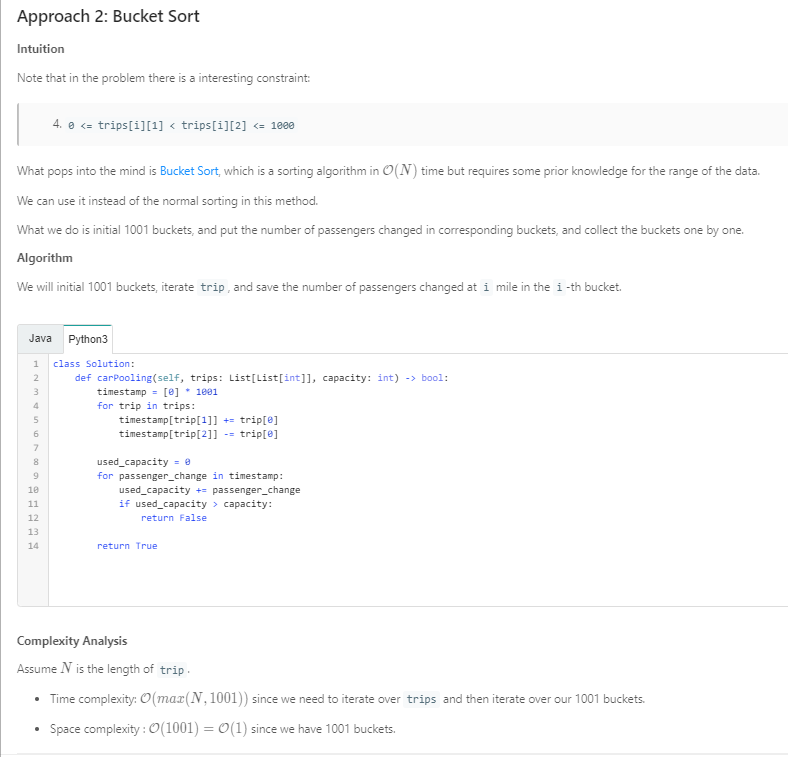 Approach 2: Bucket Sort
Intuition
Note that in the problem there is a interesting constraint:
4. 0 <= trips[i][1] < trips[i][2] <= 1000
What pops into the mind is Bucket Sort, which is a sorting algorithm in O(N) time but requires some prior knowledge for the range of the data.
We can use it instead of the normal sorting in this method.
What we do is initial 1001 buckets, and put the number of passengers changed in corresponding buckets, and collect the buckets one by one.
Algorithm
We will initial 1001 buckets, iterate trip, and save the number of passengers changed at i mile in the i -th bucket.
Java Python3
1 class Solution:
2     def carPooling(self, trips: List[List[int]], capacity: int) -> bool:
3         timestamp = [0] * 1001
4         for trip in trips:
5             timestamp[trip[1]] += trip[0]
6             timestamp[trip[2]] -= trip[0]
7
8         used_capacity = 0
9         for passenger_change in timestamp:
10             used_capacity += passenger_change
11             if used_capacity > capacity:
12                 return False
13
14         return True
Complexity Analysis
Assume N is the length of trip.
• Time complexity: O(max(N, 1001)) since we need to iterate over trips and then iterate over our 1001 buckets.
• Space complexity : O(1001) = O(1) since we have 1001 buckets.